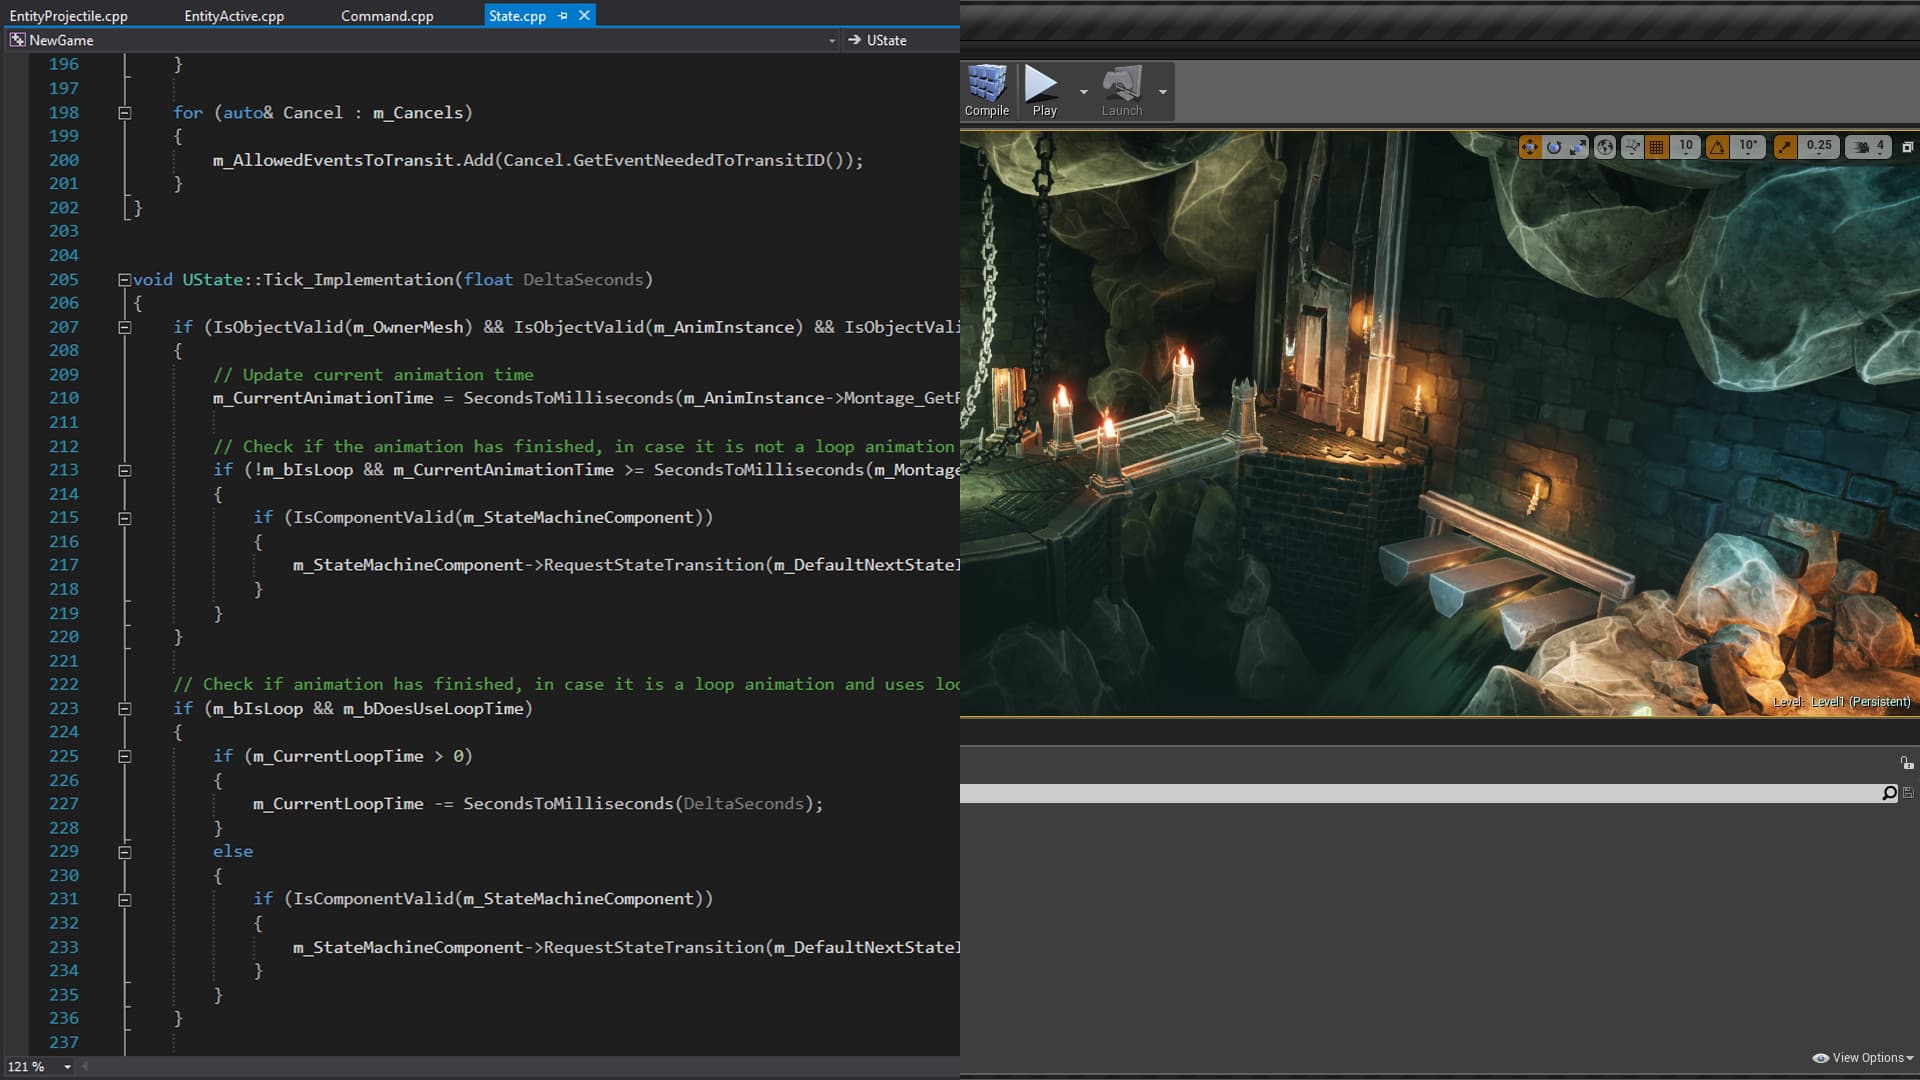 EntityProjectile.cpp EntityActive.cpp Command.cpp State.cpp
NewGame UState
196 }
197
198 for (auto& Cancel : m_Cancels)
199 {
200 m_AllowedEventsToTransit.Add(Cancel.GetEventNeededToTransitID());
201 }
202 }
203
204
205 void UState::Tick_Implementation(float DeltaSeconds)
206 {
207 if (IsObjectValid(m_OwnerMesh) && IsObjectValid(m_AnimInstance) && IsObjectVali
208 {
209 // Update current animation time
210 m_CurrentAnimationTime = SecondsToMilliseconds(m_AnimInstance->Montage_GetP
211
212 // Check if the animation has finished, in case it is not a loop animation
213 if (!m_bIsLoop && m_CurrentAnimationTime >= SecondsToMilliseconds(m_Montage
214 {
215 if (IsComponentValid(m_StateMachineComponent))
216 {
217 m_StateMachineComponent->RequestStateTransition(m_DefaultNextStateI
218 }
219 }
220 }
221
222 // Check if animation has finished, in case it is a loop animation and uses loo
223 if (m_bIsLoop && m_bDoesUseLoopTime)
224 {
225 if (m_CurrentLoopTime > 0)
226 {
227 m_CurrentLoopTime -= SecondsToMilliseconds(DeltaSeconds);
228 }
229 else
230 {
231 if (IsComponentValid(m_StateMachineComponent))
232 {
233 m_StateMachineComponent->RequestStateTransition(m_DefaultNextStateI
234 }
235 }
236 }
237
121 %
Compile Play Launch
10 10° 0.25 4
Level: Level1 (Persistent)
View Options